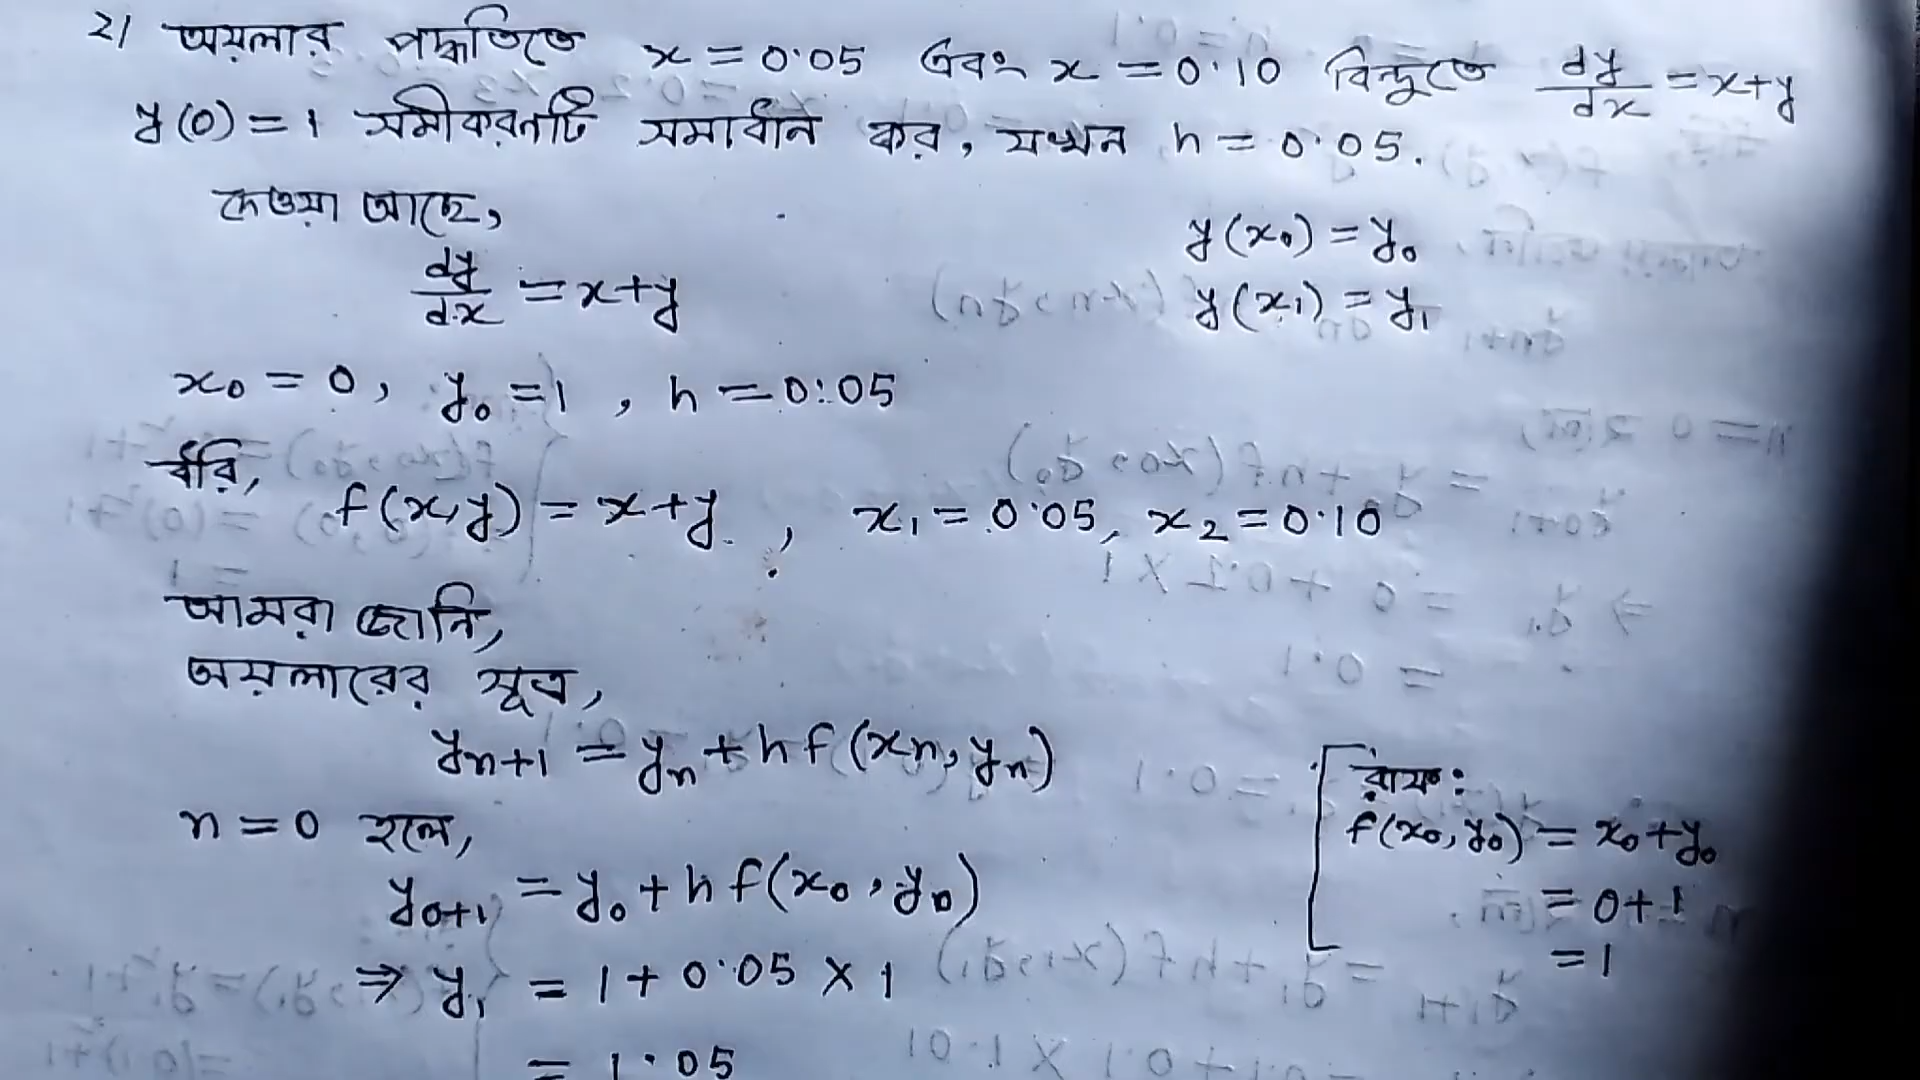 ২। অয়লার পদ্ধতিতে x = 0.05 এবং x = 0.10 বিন্দুতে dy/dx = x+y
y(0) = 1 সমীকরনটি সমাধান কর, যখন h = 0.05.
দেওয়া আছে,
dy/dx = x+y
y(x₀) = y₀
y(x₁) = y₁
x₀ = 0, y₀ = 1, h = 0.05
ধরি,
f(x,y) = x+y, x₁ = 0.05, x₂ = 0.10
আমরা জানি,
অয়লারের সূত্র,
yₙ₊₁ = yₙ + hf(xₙ, yₙ)
n = 0 হলে,
y₀₊₁ = y₀ + hf(x₀, y₀)
⇒ y₁ = 1 + 0.05 × 1
= 1.05
রাফ:
f(x₀, y₀) = x₀ + y₀
= 0+1
= 1